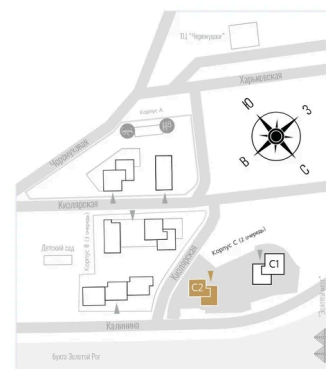 ТЦ "Черемушки"
Харьковская
Корпус А
Ю
З
В
С
Черемуховая
Кизлярская
Корпус В (3 очередь)
Детский сад
Кизлярская
Корпус С (2 очередь)
С1
С2
Калинина
бухта Золотой Рог